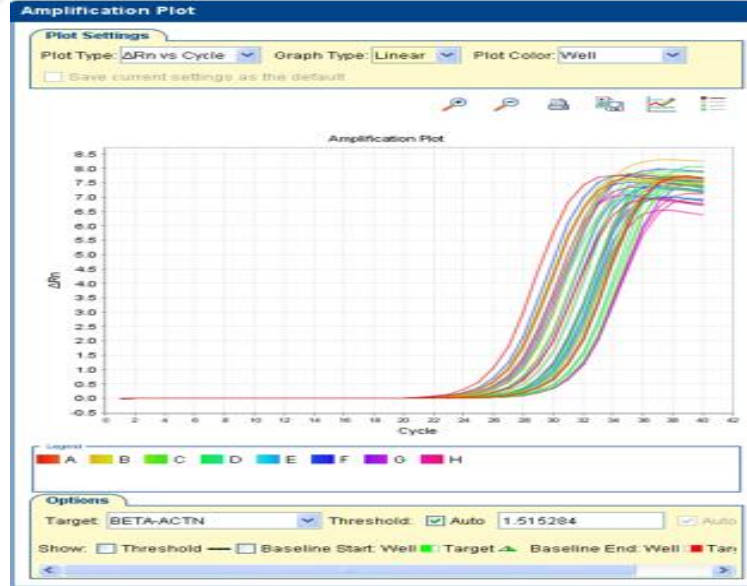 Amplification Plot
Plot Settings
Plot Type: ΔRn vs Cycle Graph Type: Linear Plot Color: Well
Save current settings as the default
Amplification Plot
8.5
8.0
7.5
7.0
6.5
6.0
5.5
5.0
4.5
4.0
3.5
3.0
2.5
2.0
1.5
1.0
0.5
0.0
-0.5
ΔRn
0 2 4 6 8 10 12 14 16 18 20 22 24 26 28 30 32 34 36 38 40 42
Cycle
Legend
A B C D E F G H
Options
Target: BETA-ACTN Threshold: Auto 1.515284 Auto
Show: Threshold Baseline Start: Well Target Baseline End: Well Tar